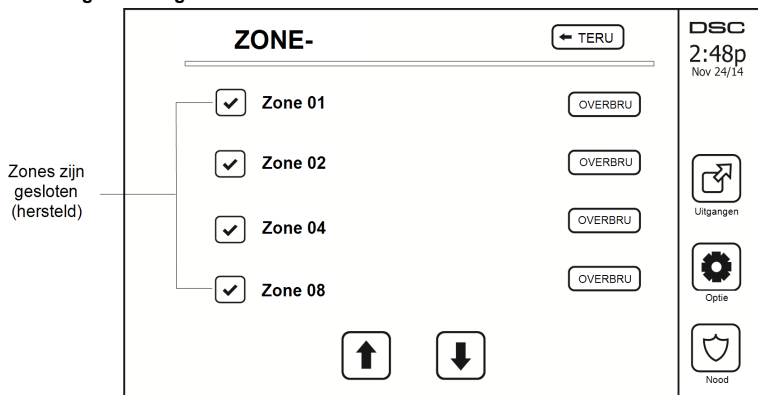 ZONE-
TERU
DSC
2:48p
Nov 24/14
Zone 01
OVERBRU
Zone 02
OVERBRU
Zones zijn
gesloten
(hersteld)
Uitgangen
Zone 04
OVERBRU
Zone 08
OVERBRU
Optie
Nood